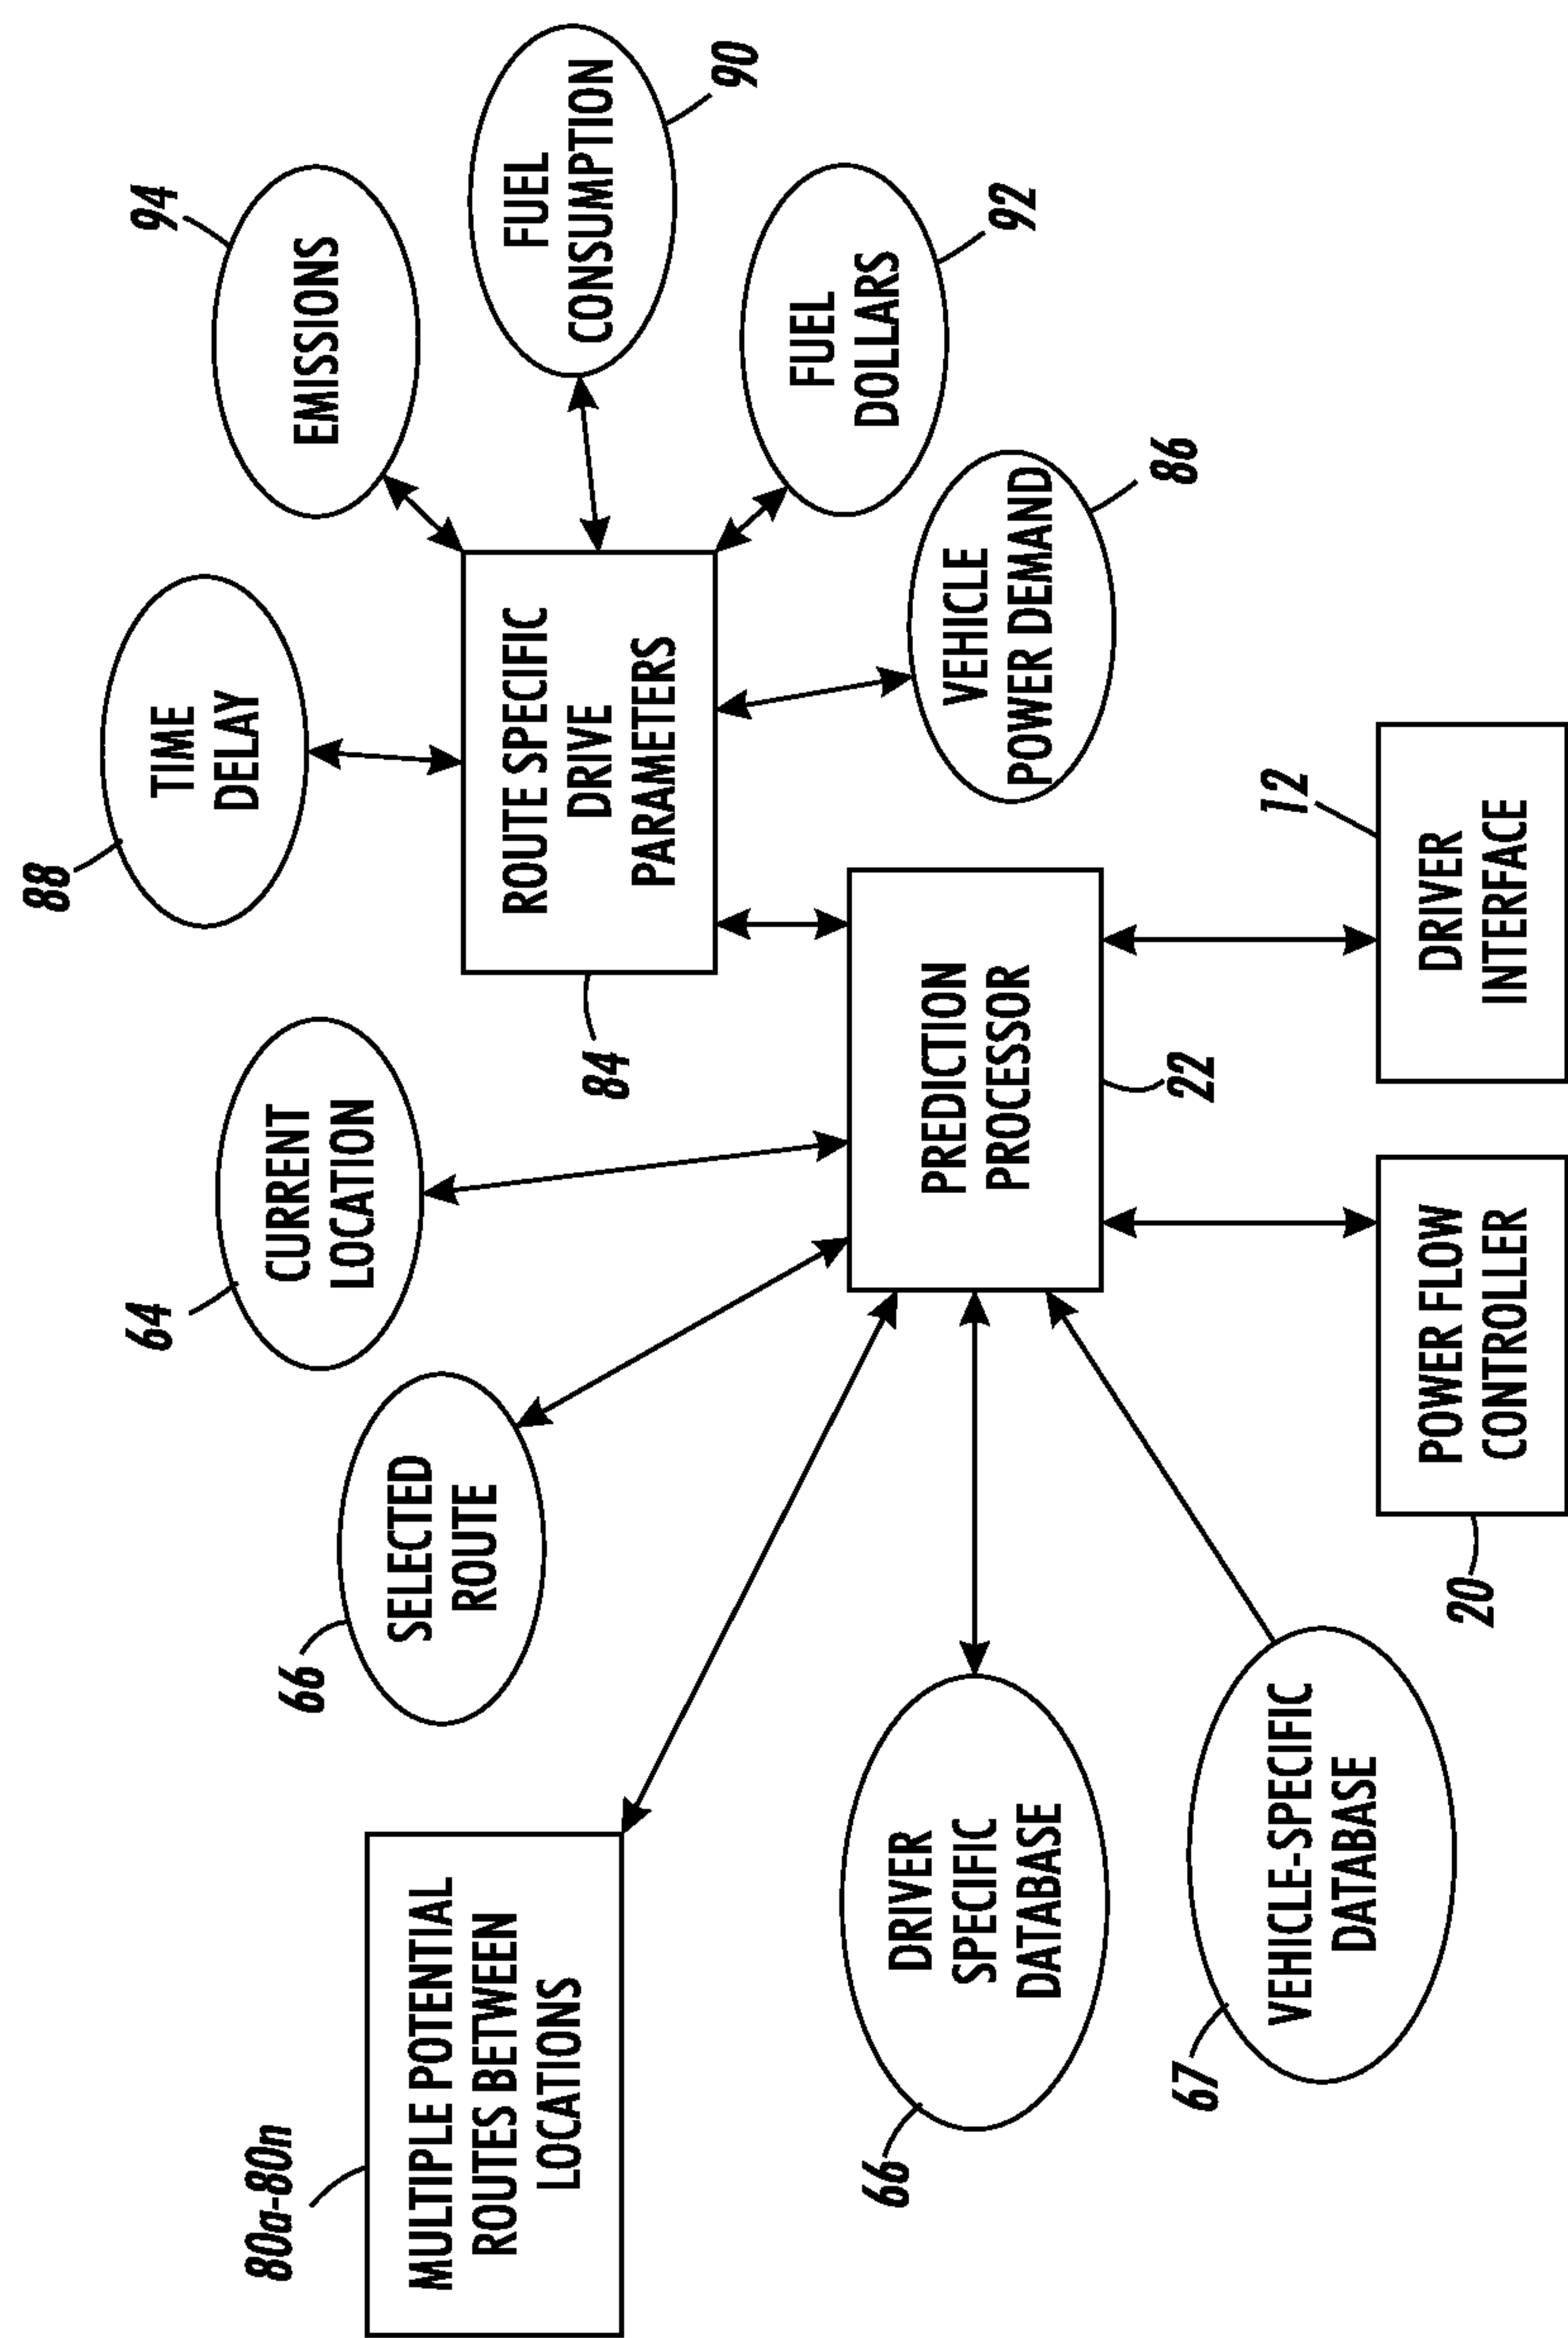 80a-80n
MULTIPLE POTENTIAL
ROUTES BETWEEN
LOCATIONS
66
SELECTED
ROUTE
64
CURRENT
LOCATION
88
TIME
DELAY
94
EMISSIONS
FUEL
CONSUMPTION
90
FUEL
DOLLARS
92
ROUTE SPECIFIC
DRIVE
PARAMETERS
84
VEHICLE
POWER DEMAND
86
66
DRIVER
SPECIFIC
DATABASE
PREDICTION
PROCESSOR
22
67
VEHICLE-SPECIFIC
DATABASE
20
POWER FLOW
CONTROLLER
12
DRIVER
INTERFACE